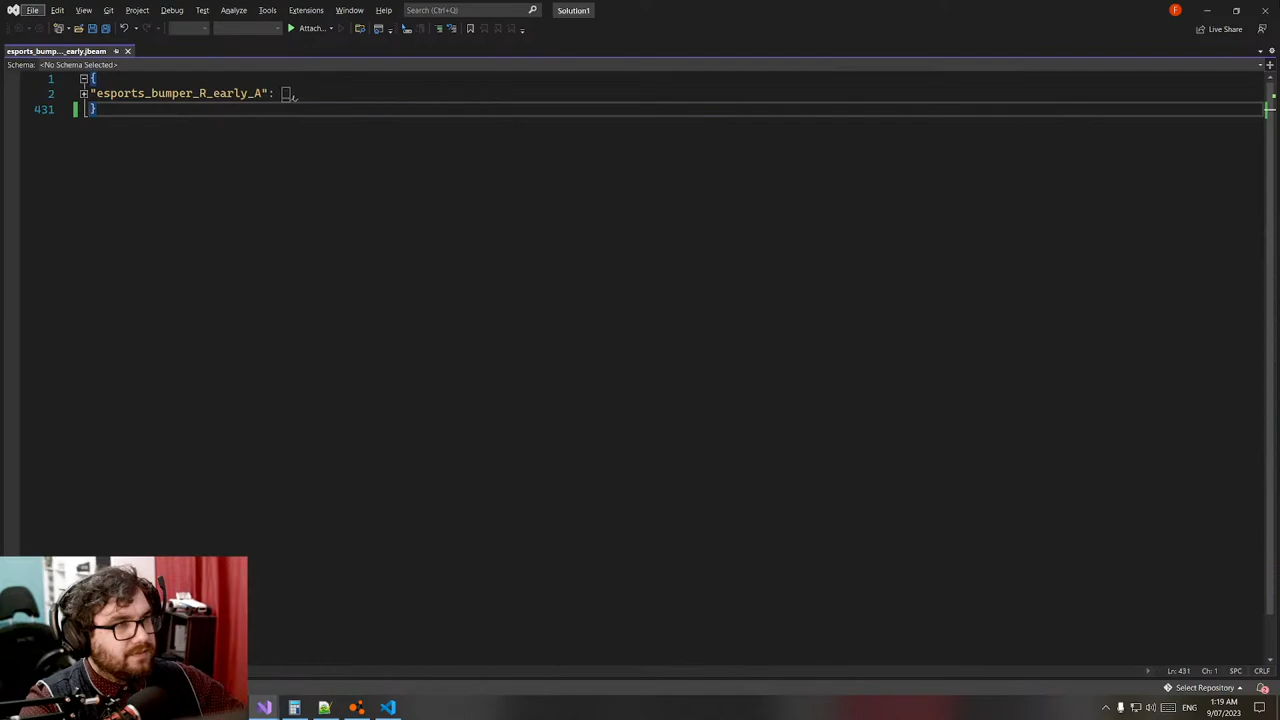 File Edit View Git Project Debug Test Analyze Tools Extensions Window Help Search (Ctrl+Q) Solution1 F
Attach... Live Share
esports_bump..._early.jbeam
Schema: <No Schema Selected>
1 {
2 "esports_bumper_R_early_A": ,
431 }
Ln: 431 Ch: 1 SPC CRLF
Select Repository
ENG 1:19 AM
9/07/2023